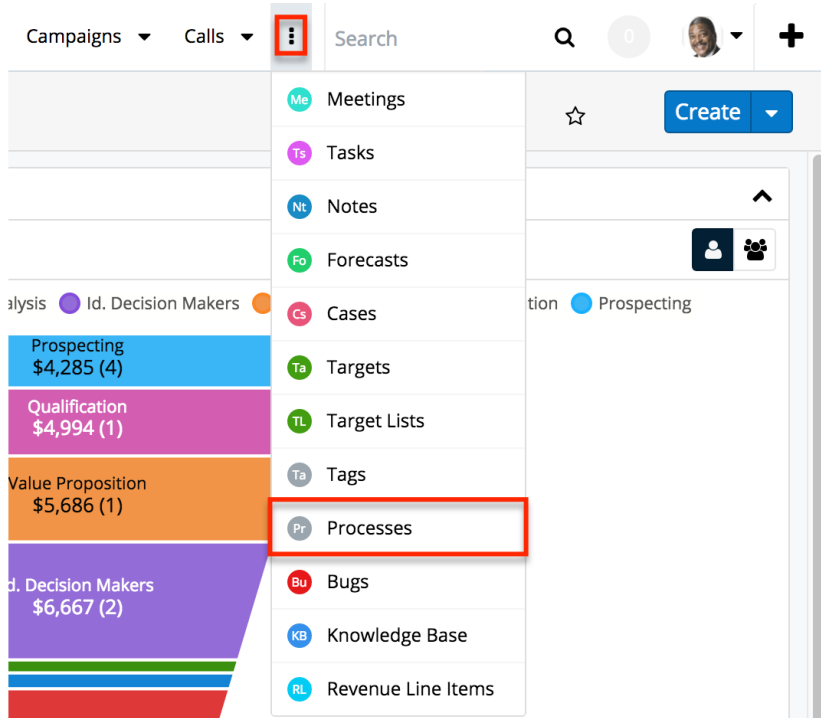 Campaigns Calls Search 0
Me Meetings
Create
Ts Tasks
Nt Notes
Fo Forecasts
alysis Id. Decision Makers tion Prospecting
Cs Cases
Prospecting
$4,285 (4)
Ta Targets
Qualification
$4,994 (1)
TL Target Lists
Ta Tags
Value Proposition
$5,686 (1)
Pr Processes
Bu Bugs
d. Decision Makers
$6,667 (2)
KB Knowledge Base
RL Revenue Line Items